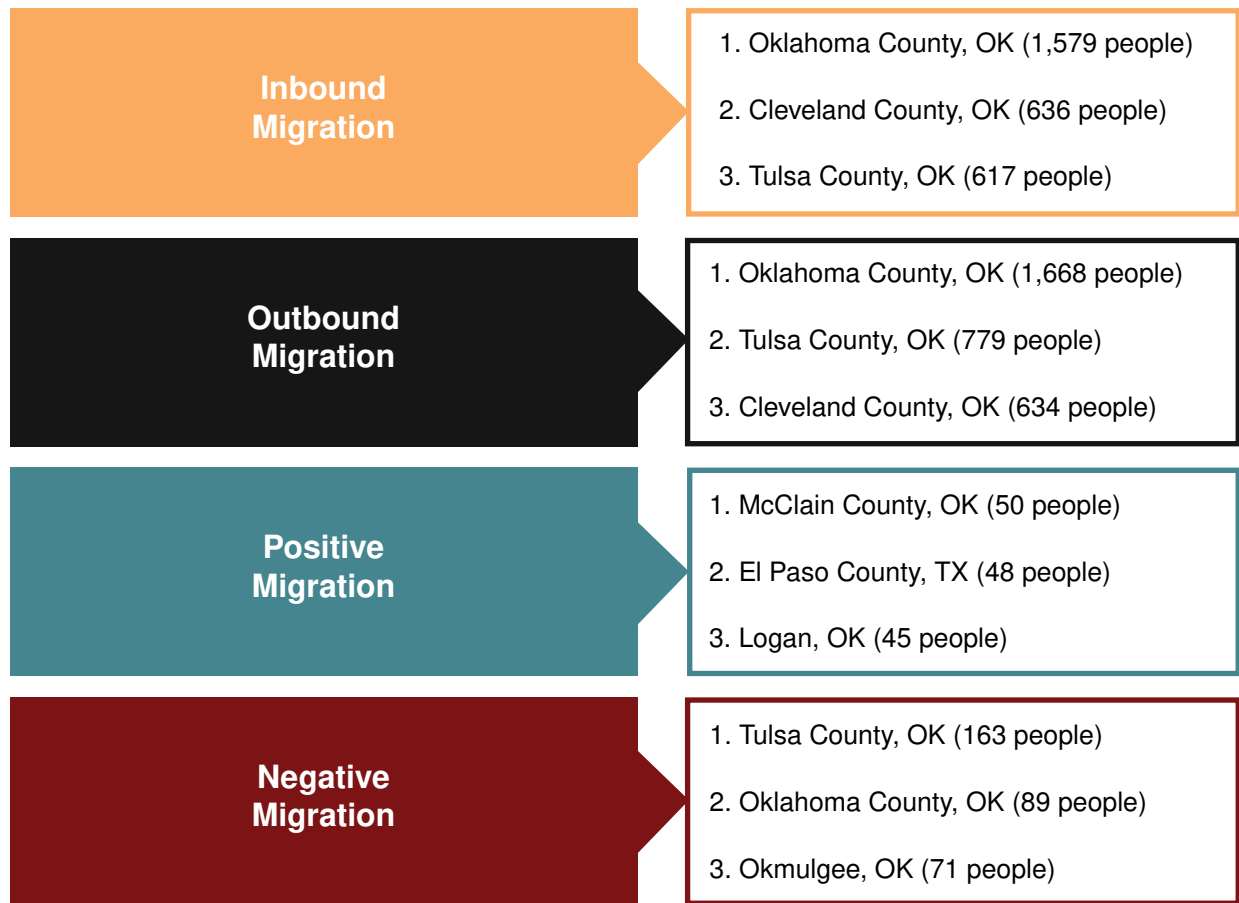 Inbound
Migration
1. Oklahoma County, OK (1,579 people)
2. Cleveland County, OK (636 people)
3. Tulsa County, OK (617 people)
Outbound
Migration
1. Oklahoma County, OK (1,668 people)
2. Tulsa County, OK (779 people)
3. Cleveland County, OK (634 people)
Positive
Migration
1. McClain County, OK (50 people)
2. El Paso County, TX (48 people)
3. Logan, OK (45 people)
Negative
Migration
1. Tulsa County, OK (163 people)
2. Oklahoma County, OK (89 people)
3. Okmulgee, OK (71 people)